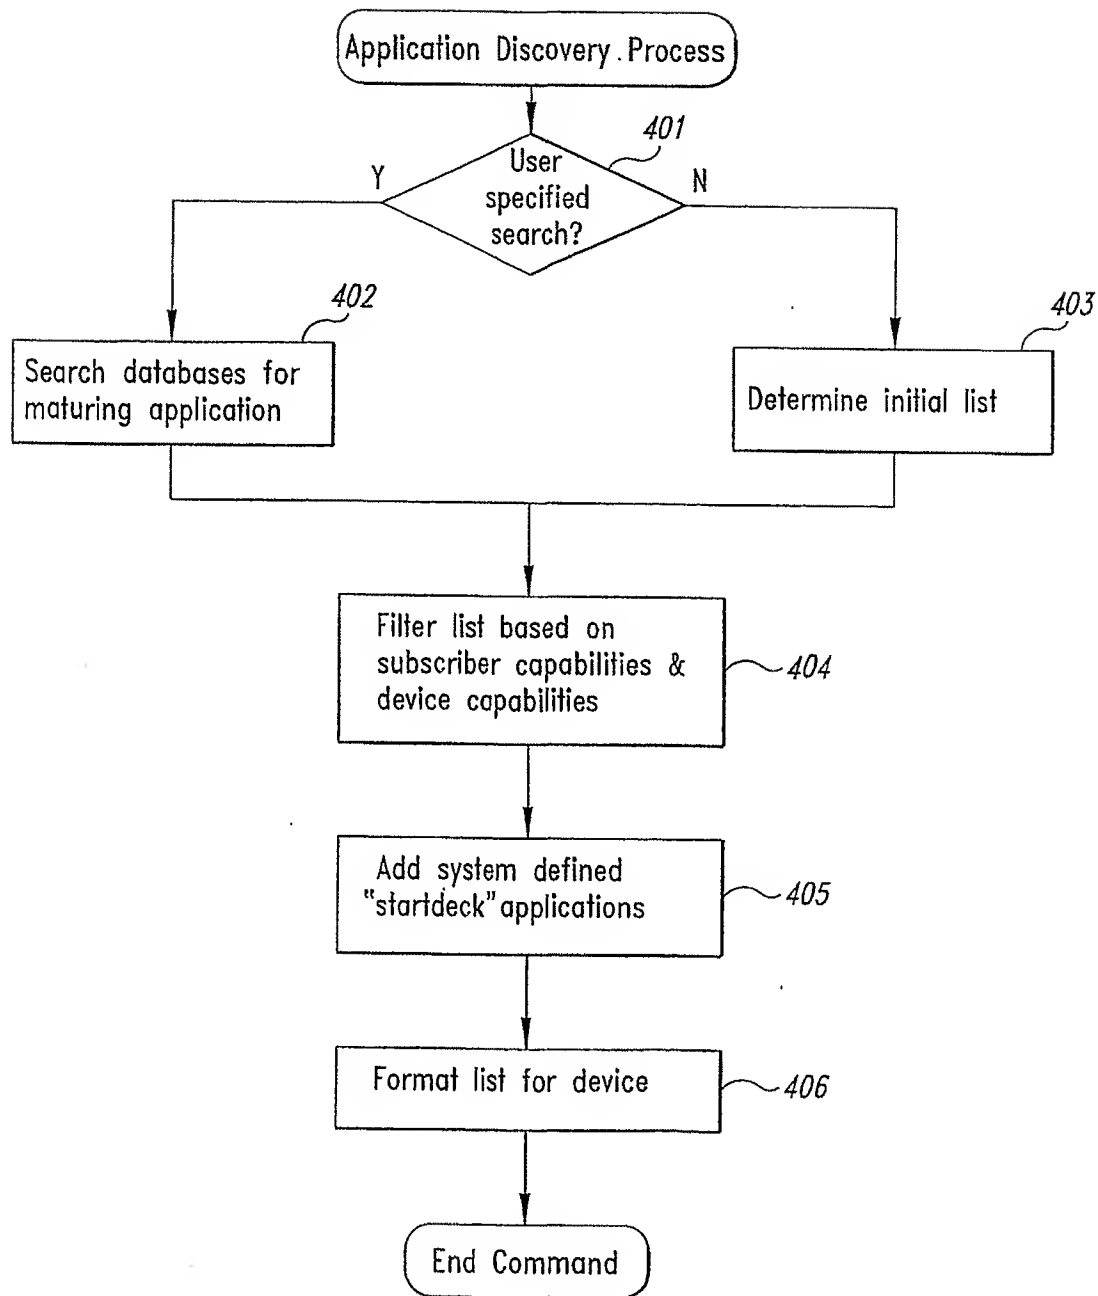 Application Discovery. Process
401
User
specified
search?
Y
N
402
Search databases for
maturing application
403
Determine initial list
Filter list based on
subscriber capabilities &
device capabilities
404
Add system defined
"startdeck" applications
405
Format list for device
406
End Command